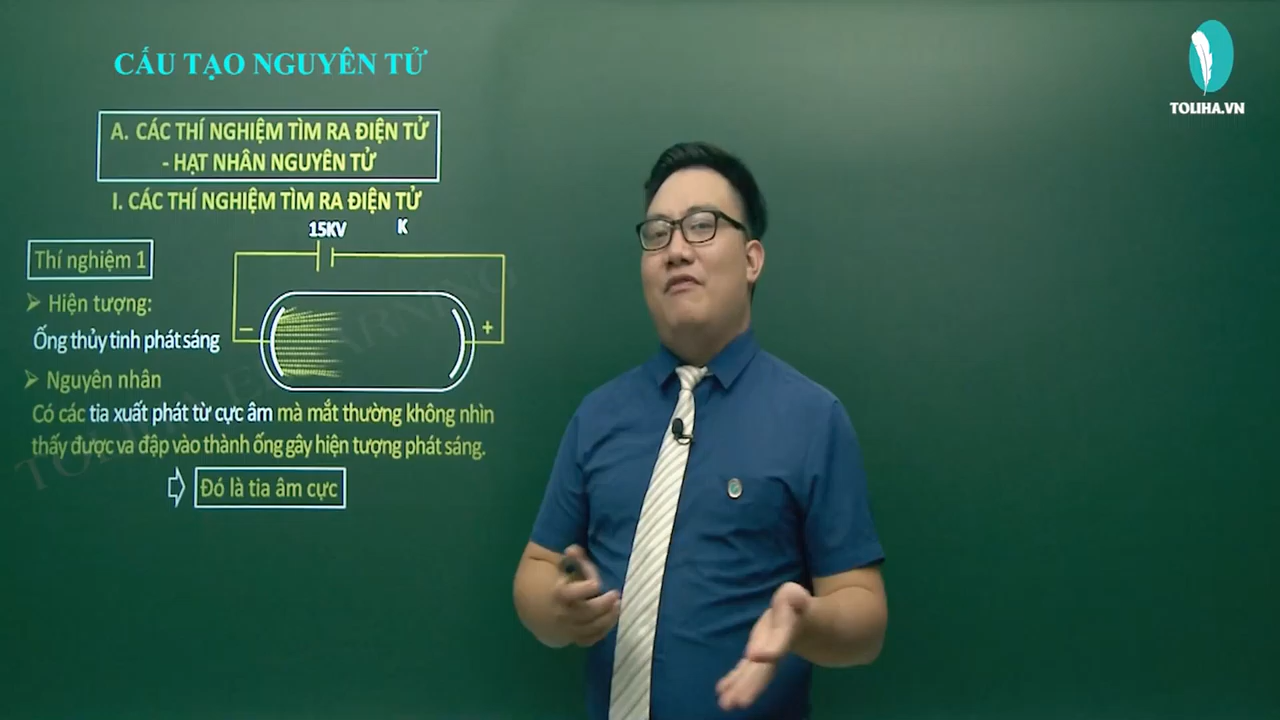 CẤU TẠO NGUYÊN TỬ
A. CÁC THÍ NGHIỆM TÌM RA ĐIỆN TỬ
- HẠT NHÂN NGUYÊN TỬ
I. CÁC THÍ NGHIỆM TÌM RA ĐIỆN TỬ
15KV K
Thí nghiệm 1
➢ Hiện tượng:
Ống thủy tinh phát sáng
− +
➢ Nguyên nhân
Có các tia xuất phát từ cực âm mà mắt thường không nhìn
thấy được va đập vào thành ống gây hiện tượng phát sáng.
⇨ Đó là tia âm cực
TOLIHA.VN